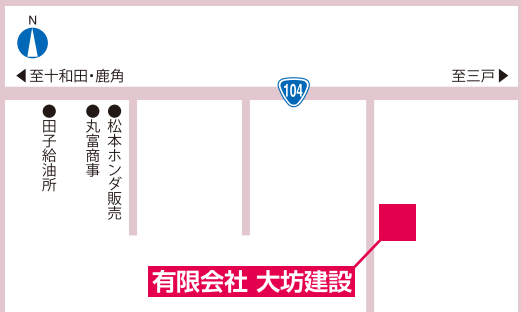 N
至十和田・鹿角
至三戸
104
田子給油所
丸富商事
松本ホンダ販売
有限会社 大坊建設